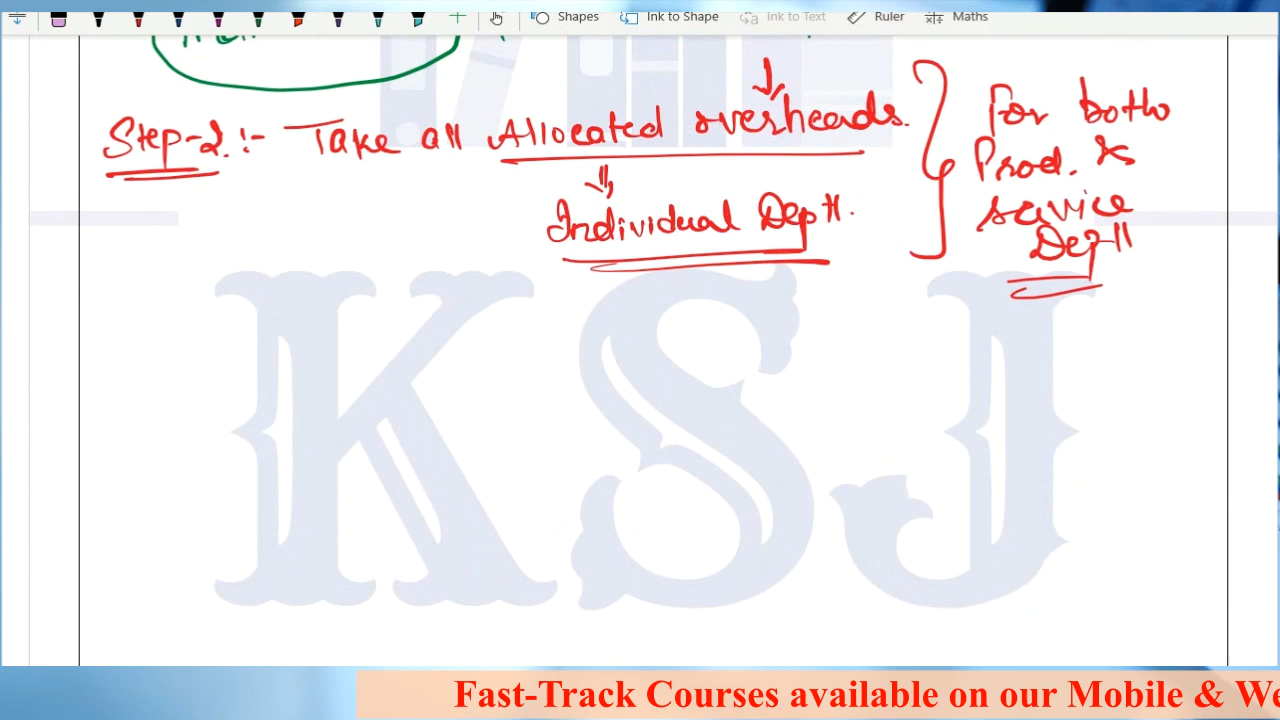 Shapes Ink to Shape Ink to Text Ruler Maths
Step-2:- Take all Allocated overheads.
Individual Deptt.
For both
Prod. &
service
Deptt
KSJ
Fast-Track Courses available on our Mobile & We